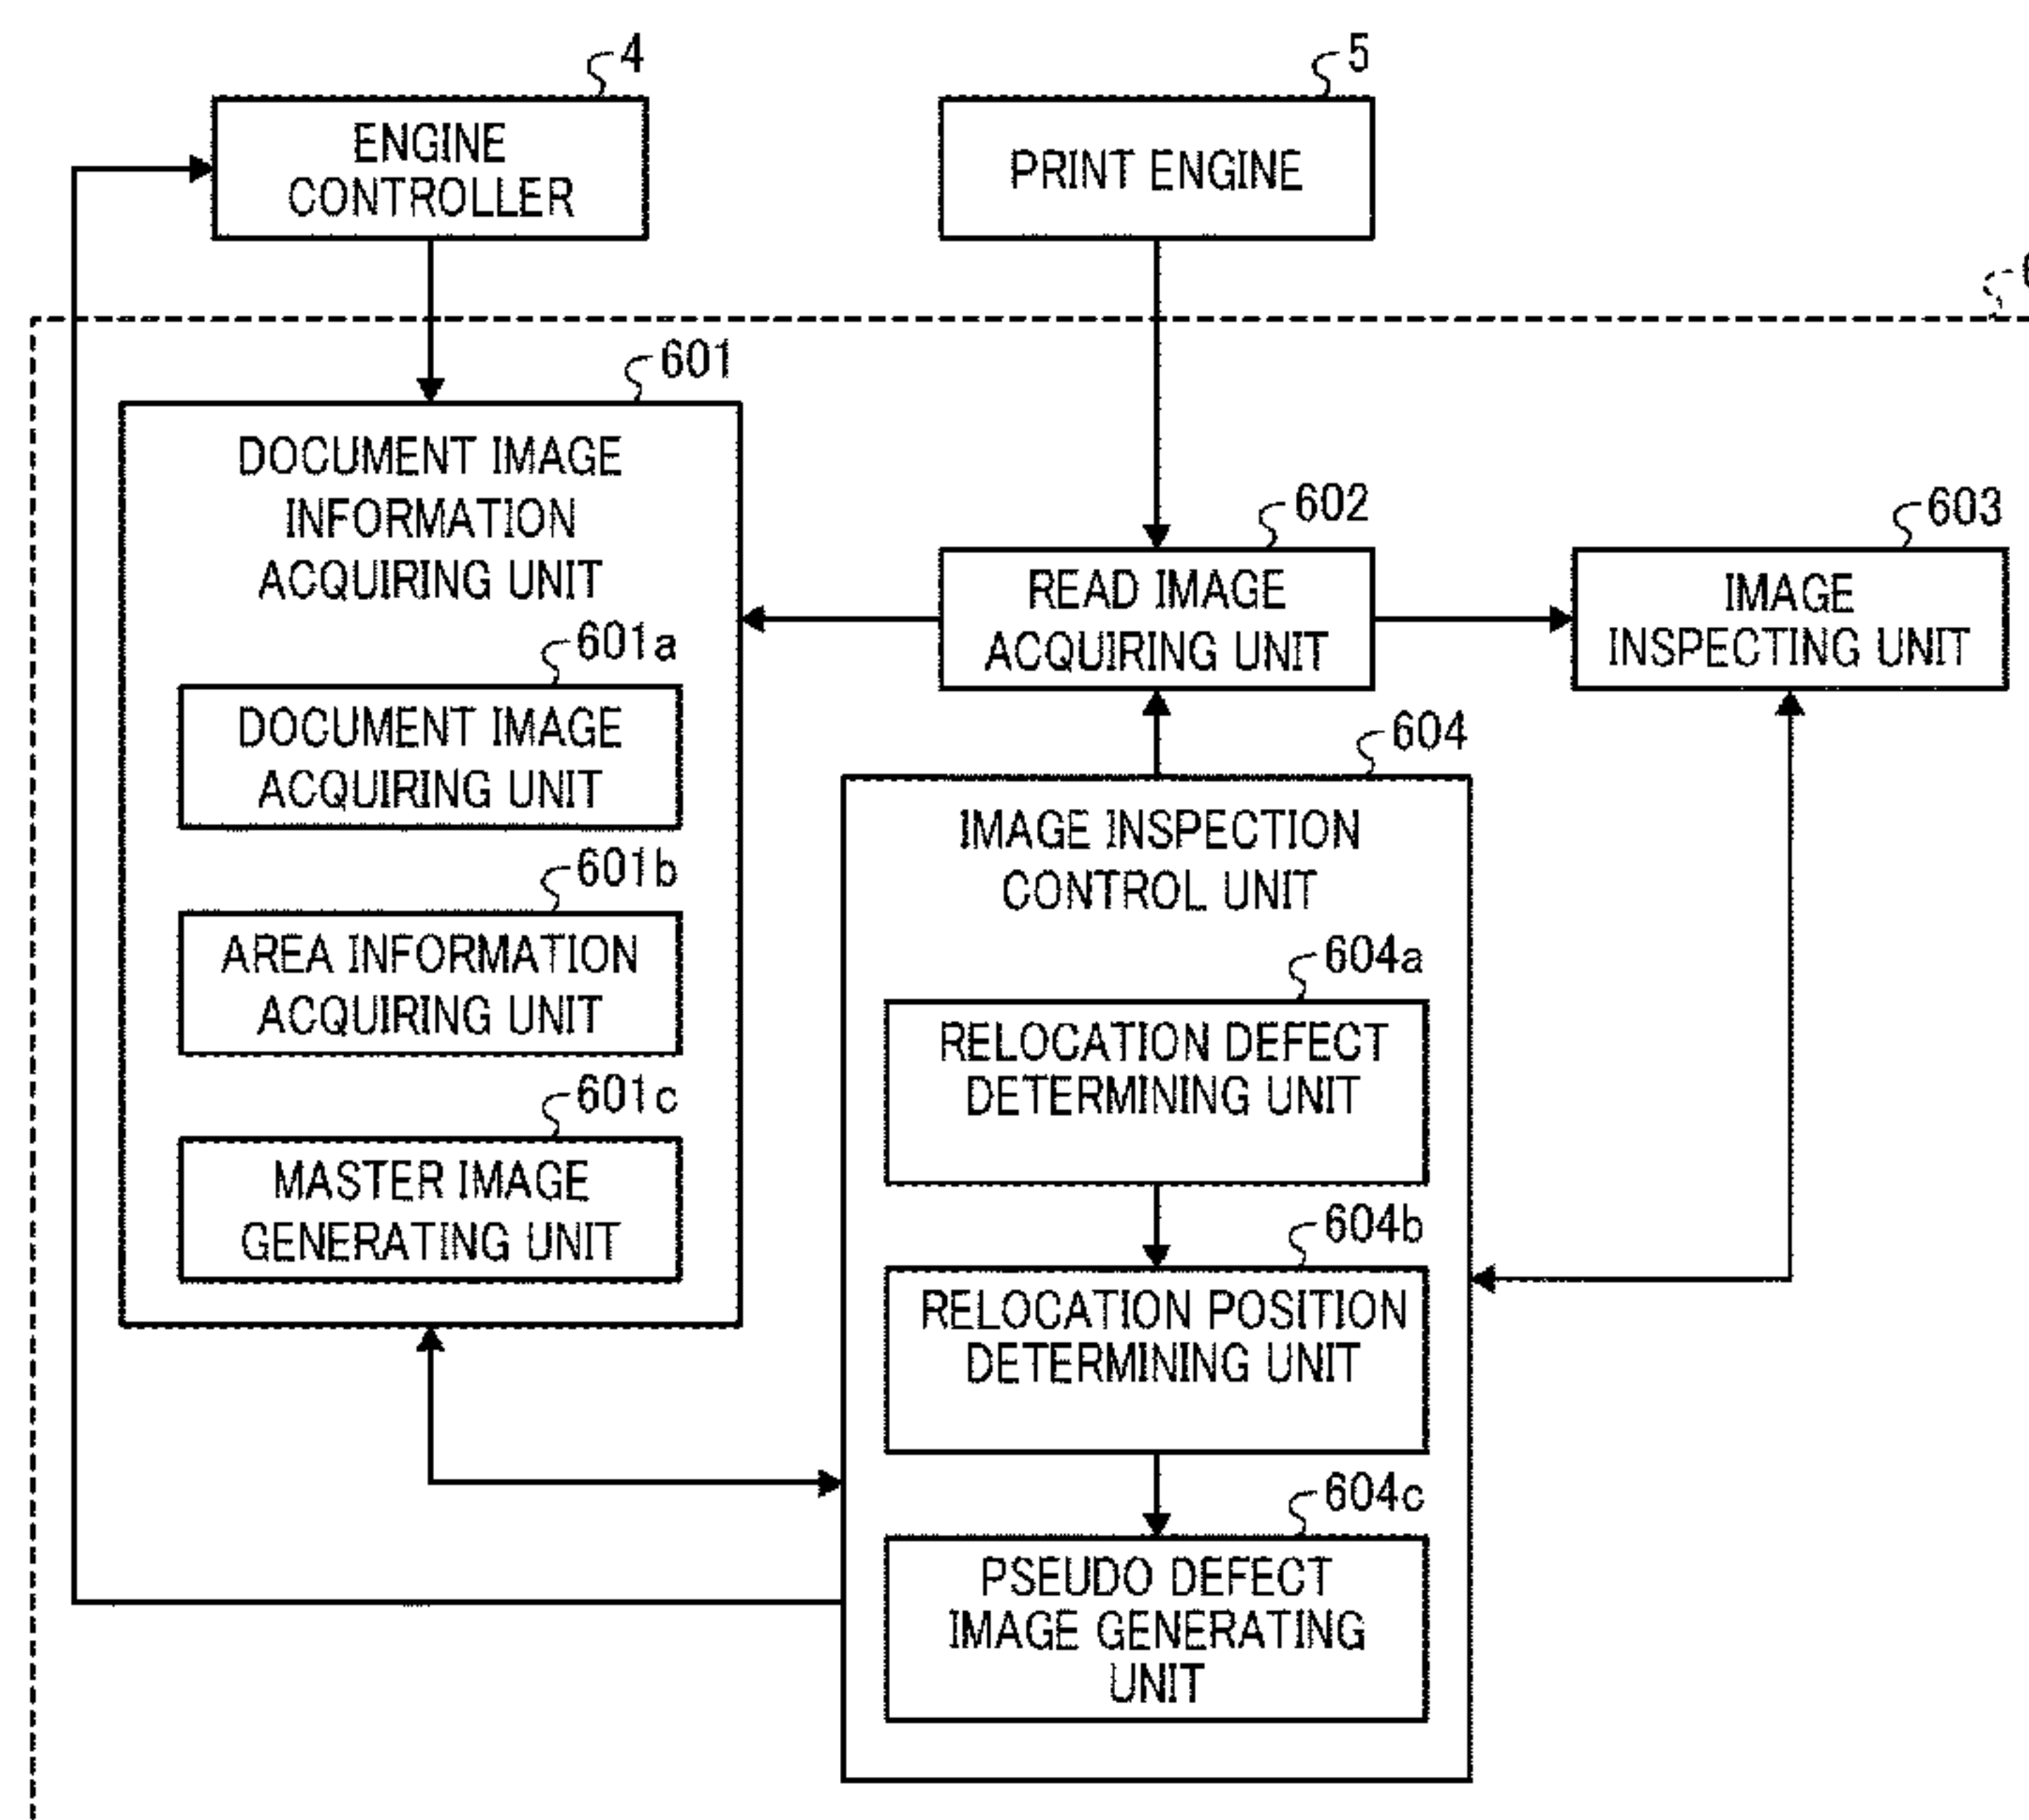 4
5
ENGINE
CONTROLLER
PRINT ENGINE
601
DOCUMENT IMAGE
INFORMATION
ACQUIRING UNIT
602
603
READ IMAGE
ACQUIRING UNIT
IMAGE
INSPECTING UNIT
601a
DOCUMENT IMAGE
ACQUIRING UNIT
604
IMAGE INSPECTION
CONTROL UNIT
601b
AREA INFORMATION
ACQUIRING UNIT
604a
RELOCATION DEFECT
DETERMINING UNIT
601c
MASTER IMAGE
GENERATING UNIT
604b
RELOCATION POSITION
DETERMINING UNIT
604c
PSEUDO DEFECT
IMAGE GENERATING
UNIT